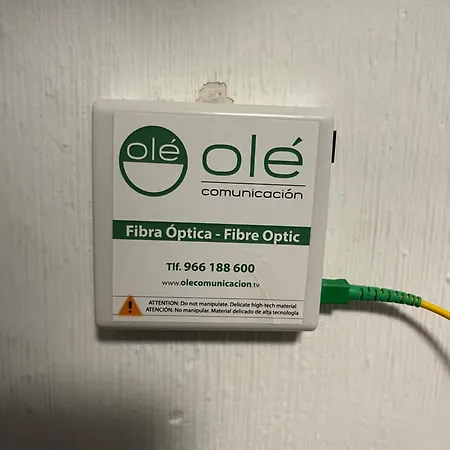 olé
olé
comunicación
Fibra Óptica - Fibre Optic
Tlf. 966 188 600
www.olecomunicacion.tv
ATTENTION: Do not manipulate. Delicate high-tech material
ATENCIÓN: No manipular. Material delicado de alta tecnología